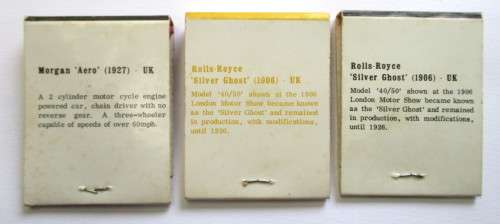 Morgan 'Aero' (1927) - UK
A 2 cylinder motor cycle engine
powered car, chain driver with no
reverse gear. A three-wheeler
capable of speeds of over 60mph.
Rolls-Royce
'Silver Ghost' (1906) - UK
Model '40/50' shown at the 1906
London Motor Show became known
as the 'Silver Ghost' and remained
in production, with modifications,
until 1926.
Rolls-Royce
'Silver Ghost' (1906) - UK
Model '40/50' shown at the 1906
London Motor Show became known
as the 'Silver Ghost' and remained
in production, with modifications,
until 1926.